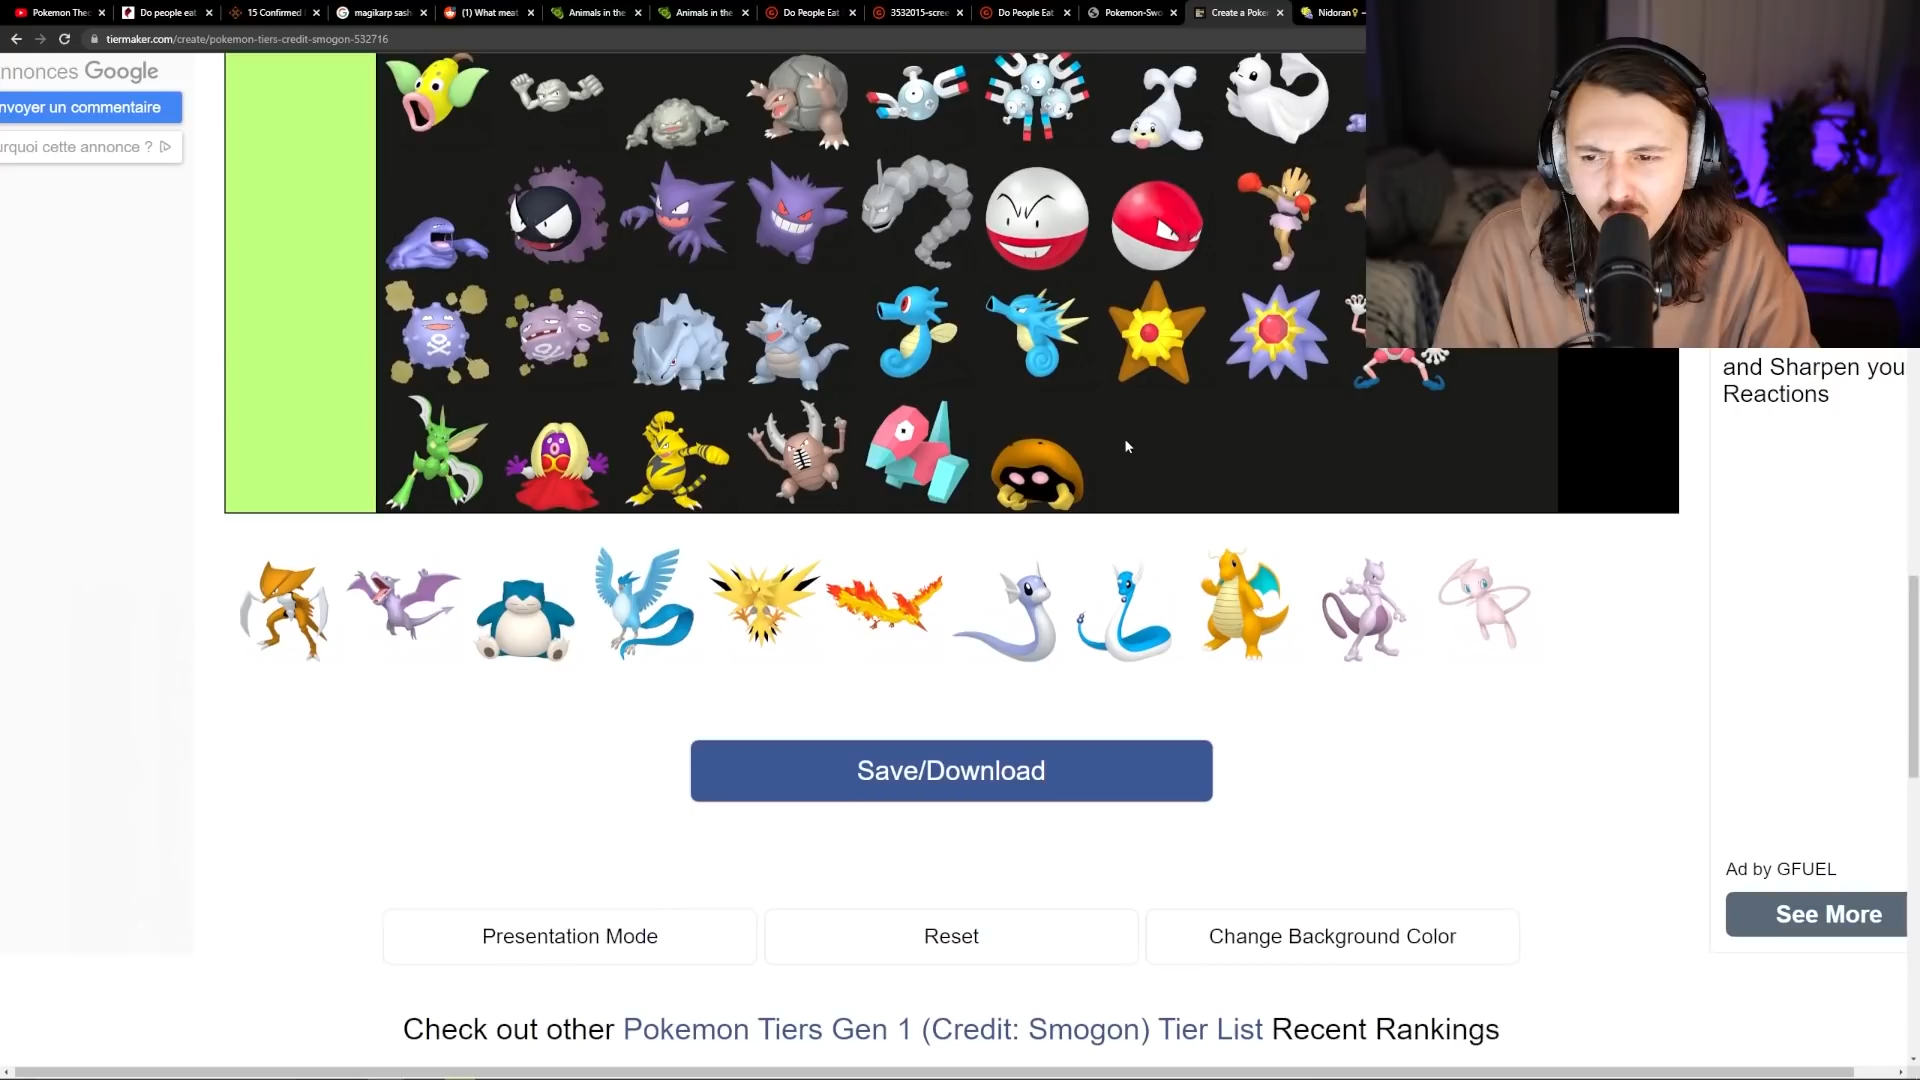 Pokemon Thec
Do people eat
15 Confirmed
magikarp sash
(1) What meat
Animals in the
Animals in the
Do People Eat
3532015-scree
Do People Eat
Pokemon-Swo
Create a Poke
Nidoran♀
tiermaker.com/create/pokemon-tiers-credit-smogon-532716
nnonces Google
nvoyer un commentaire
urquoi cette annonce ?
and Sharpen you
Reactions
Save/Download
Ad by GFUEL
See More
Presentation Mode
Reset
Change Background Color
Check out other Pokemon Tiers Gen 1 (Credit: Smogon) Tier List Recent Rankings